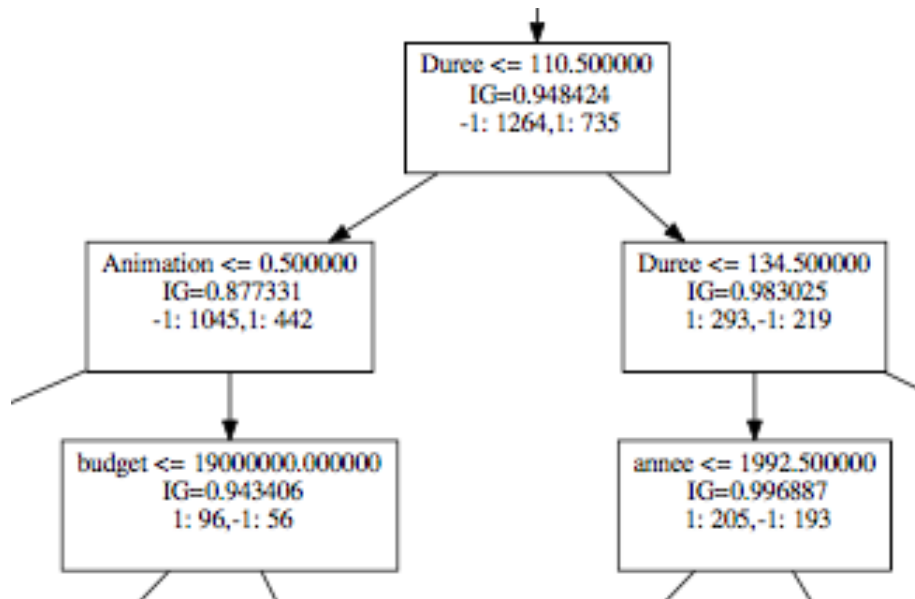 Duree <= 110.500000
IG=0.948424
-1: 1264,1: 735
Animation <= 0.500000
IG=0.877331
-1: 1045,1: 442
Duree <= 134.500000
IG=0.983025
1: 293,-1: 219
budget <= 19000000.000000
IG=0.943406
1: 96,-1: 56
annee <= 1992.500000
IG=0.996887
1: 205,-1: 193